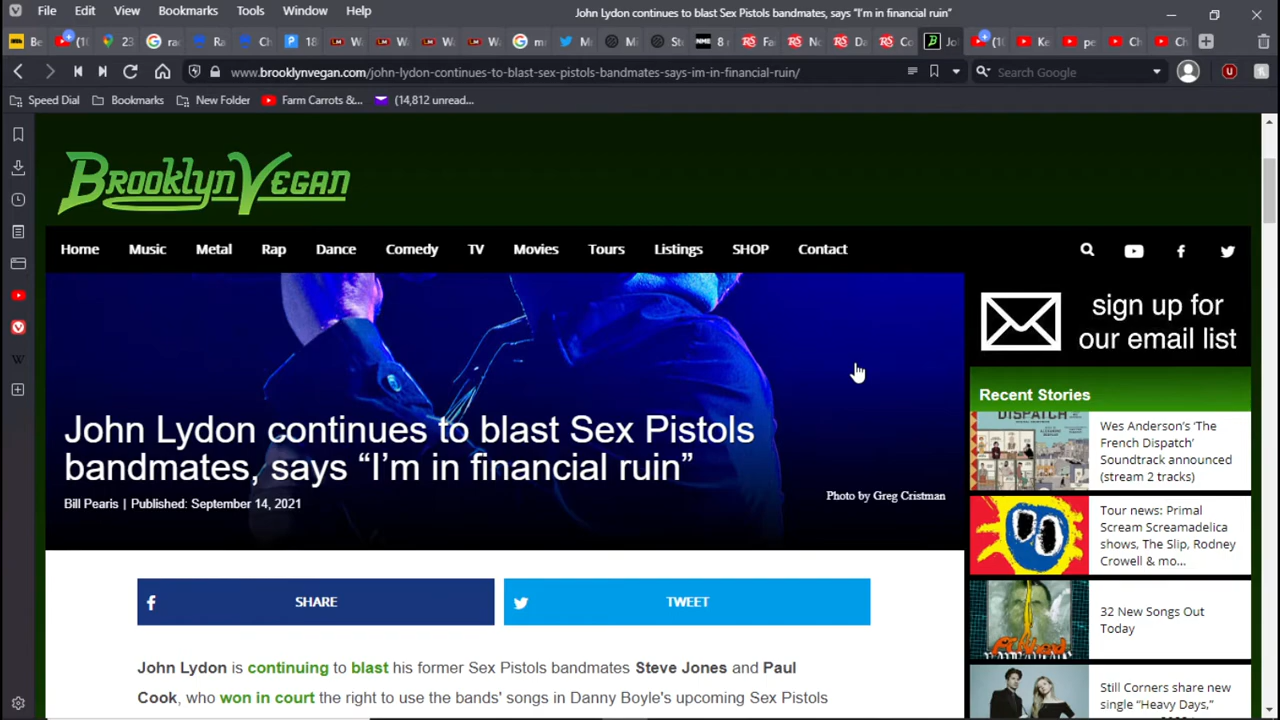 File Edit View Bookmarks Tools Window Help
John Lydon continues to blast Sex Pistols bandmates, says "I'm in financial ruin"
www.brooklynvegan.com/john-lydon-continues-to-blast-sex-pistols-bandmates-says-im-in-financial-ruin/
Search Google
Speed Dial Bookmarks New Folder Farm Carrots &... (14,812 unread...
BROOKLYNVEGAN
Home Music Metal Rap Dance Comedy TV Movies Tours Listings SHOP Contact
sign up for
our email list
John Lydon continues to blast Sex Pistols
bandmates, says “I’m in financial ruin”
Bill Pearis | Published: September 14, 2021
Photo by Greg Cristman
SHARE
TWEET
John Lydon is continuing to blast his former Sex Pistols bandmates Steve Jones and Paul
Cook, who won in court the right to use the bands' songs in Danny Boyle's upcoming Sex Pistols
Recent Stories
DISPATCH
Wes Anderson’s ‘The
French Dispatch’
Soundtrack announced
(stream 2 tracks)
Tour news: Primal
Scream Screamadelica
shows, The Slip, Rodney
Crowell & mo...
32 New Songs Out
Today
Still Corners share new
single “Heavy Days,”